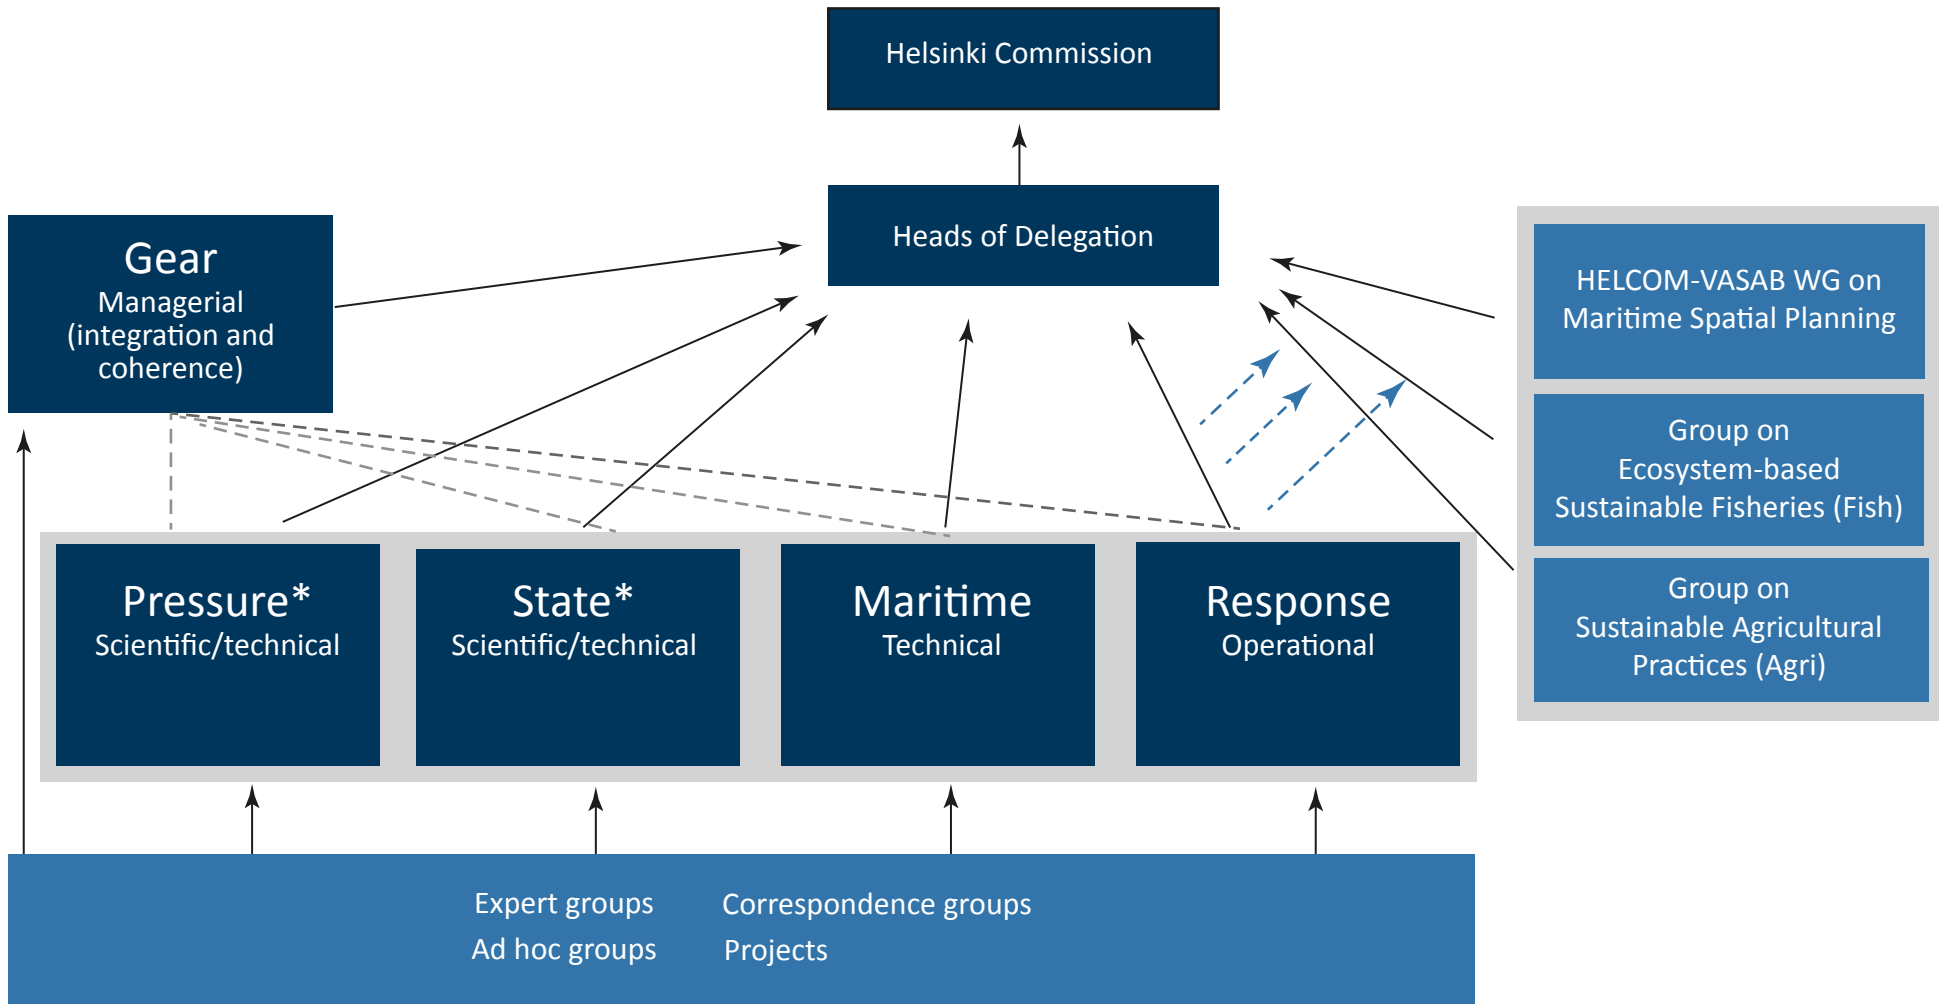 Helsinki Commission
Heads of Delegation
Gear
Managerial
(integration and
coherence)
HELCOM-VASAB WG on
Maritime Spatial Planning
Group on
Ecosystem-based
Sustainable Fisheries (Fish)
Group on
Sustainable Agricultural
Practices (Agri)
Pressure*
Scientific/technical
State*
Scientific/technical
Maritime
Technical
Response
Operational
Expert groups
Correspondence groups
Ad hoc groups
Projects